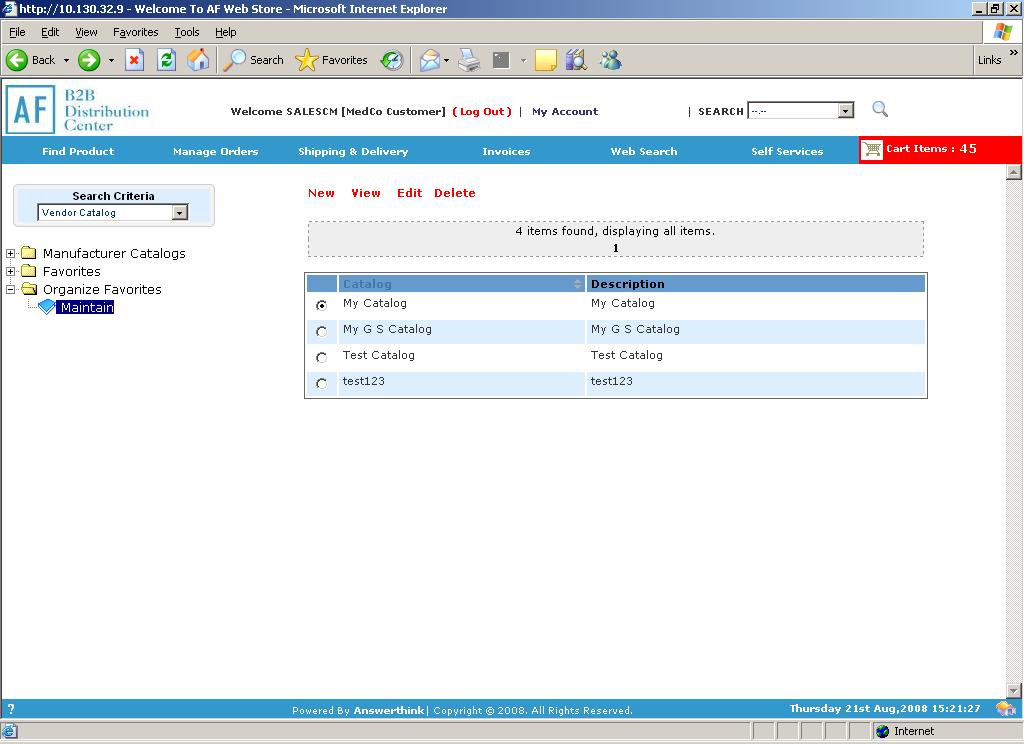 http://10.130.32.9 - Welcome To AF Web Store - Microsoft Internet Explorer
File Edit View Favorites Tools Help
Back Search Favorites Links »
AF B2B
Distribution
Center
Welcome SALESCM [MedCo Customer] ( Log Out ) | My Account | SEARCH --.--
Find Product Manage Orders Shipping & Delivery Invoices Web Search Self Services Cart Items : 45
Search Criteria
Vendor Catalog
Manufacturer Catalogs
Favorites
Organize Favorites
Maintain
New View Edit Delete
4 items found, displaying all items.
1
Catalog Description
My Catalog My Catalog
My G S Catalog My G S Catalog
Test Catalog Test Catalog
test123 test123
? Powered By Answerthink | Copyright © 2008. All Rights Reserved. Thursday 21st Aug,2008 15:21:27
Internet